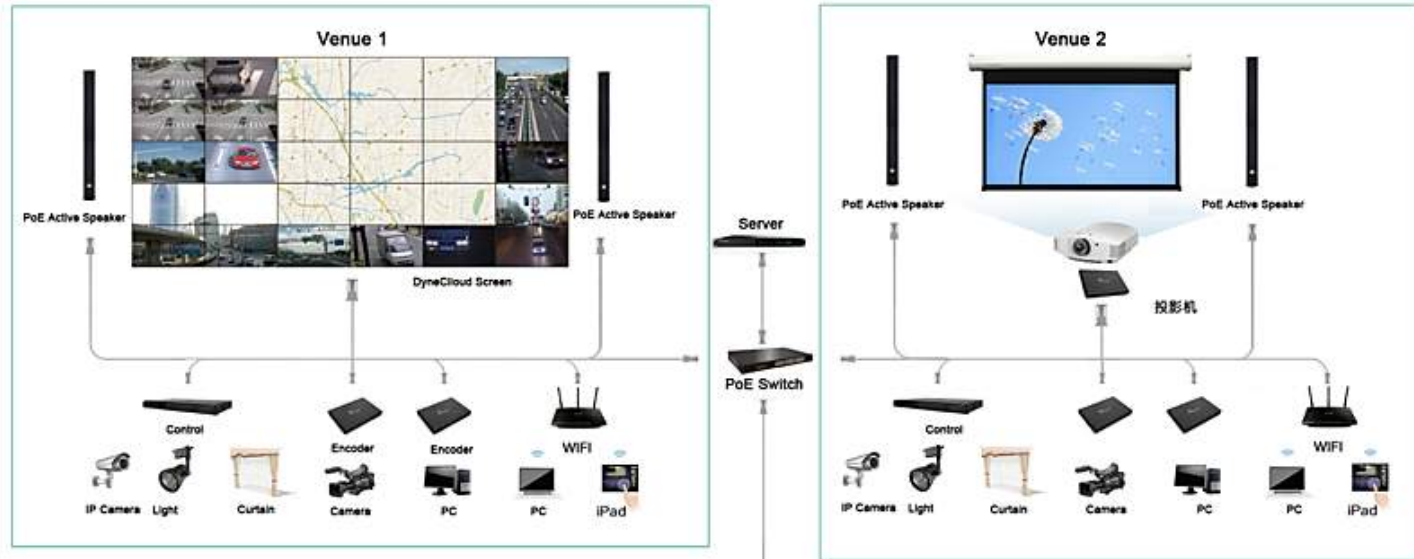 Venue 1
PoE Active Speaker
PoE Active Speaker
DyneClloud Screen
Control
Encoder
Encoder
WIFI
IP Camera
Light
Curtain
Camera
PC
PC
iPad
Server
PoE Switch
Venue 2
PoE Active Speaker
PoE Active Speaker
投影机
Control
WIFI
IP Camera
Light
Curtain
Camera
PC
PC
iPad